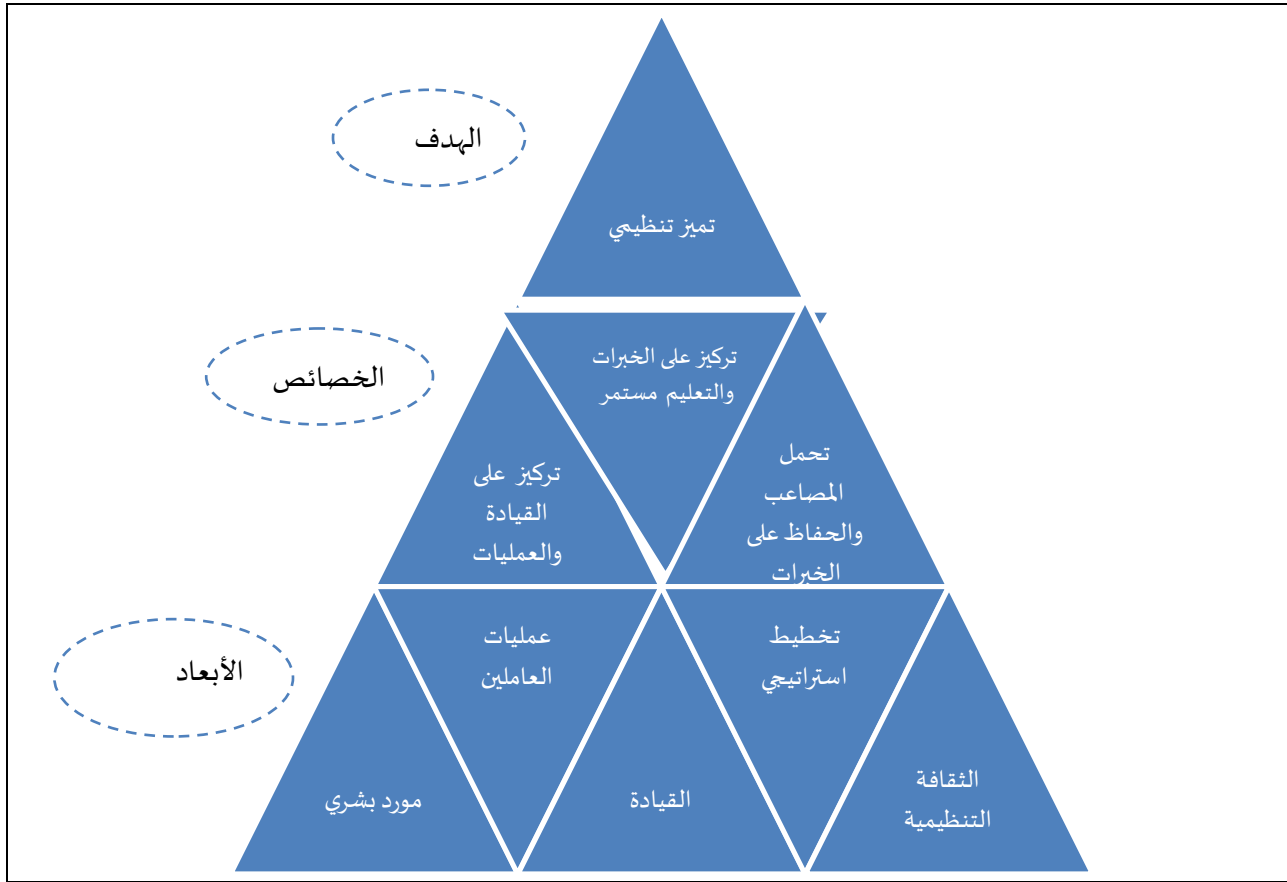 الهدف
تميز تنظيمي
الخصائص
تركيز على الخبرات
والتعليم مستمر
تحمل
المصاعب
والحفاظ على
الخبرات
تركيز على
القيادة
والعمليات
الأبعاد
تخطيط
استراتيجي
عمليات
العاملين
الثقافة
التنظيمية
القيادة
مورد بشري